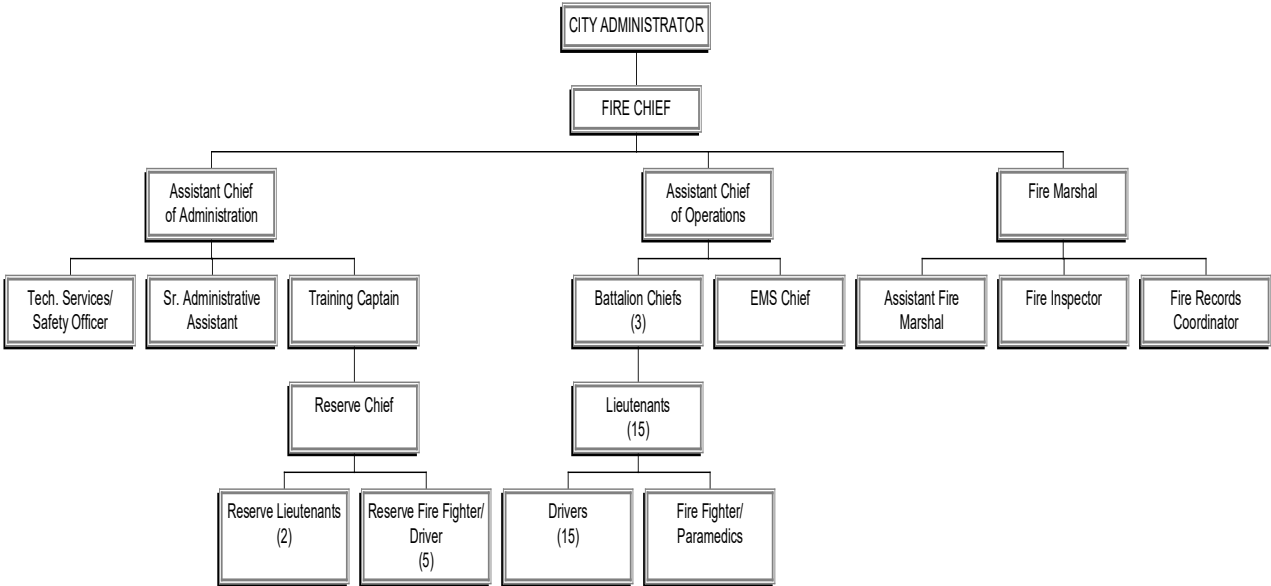 CITY ADMINISTRATOR
FIRE CHIEF
Assistant Chief
of Administration
Assistant Chief
of Operations
Fire Marshal
Tech. Services/
Safety Officer
Sr. Administrative
Assistant
Training Captain
Battalion Chiefs
(3)
EMS Chief
Assistant Fire
Marshal
Fire Inspector
Fire Records
Coordinator
Reserve Chief
Lieutenants
(15)
Reserve Lieutenants
(2)
Reserve Fire Fighter/
Driver
(5)
Drivers
(15)
Fire Fighter/
Paramedics